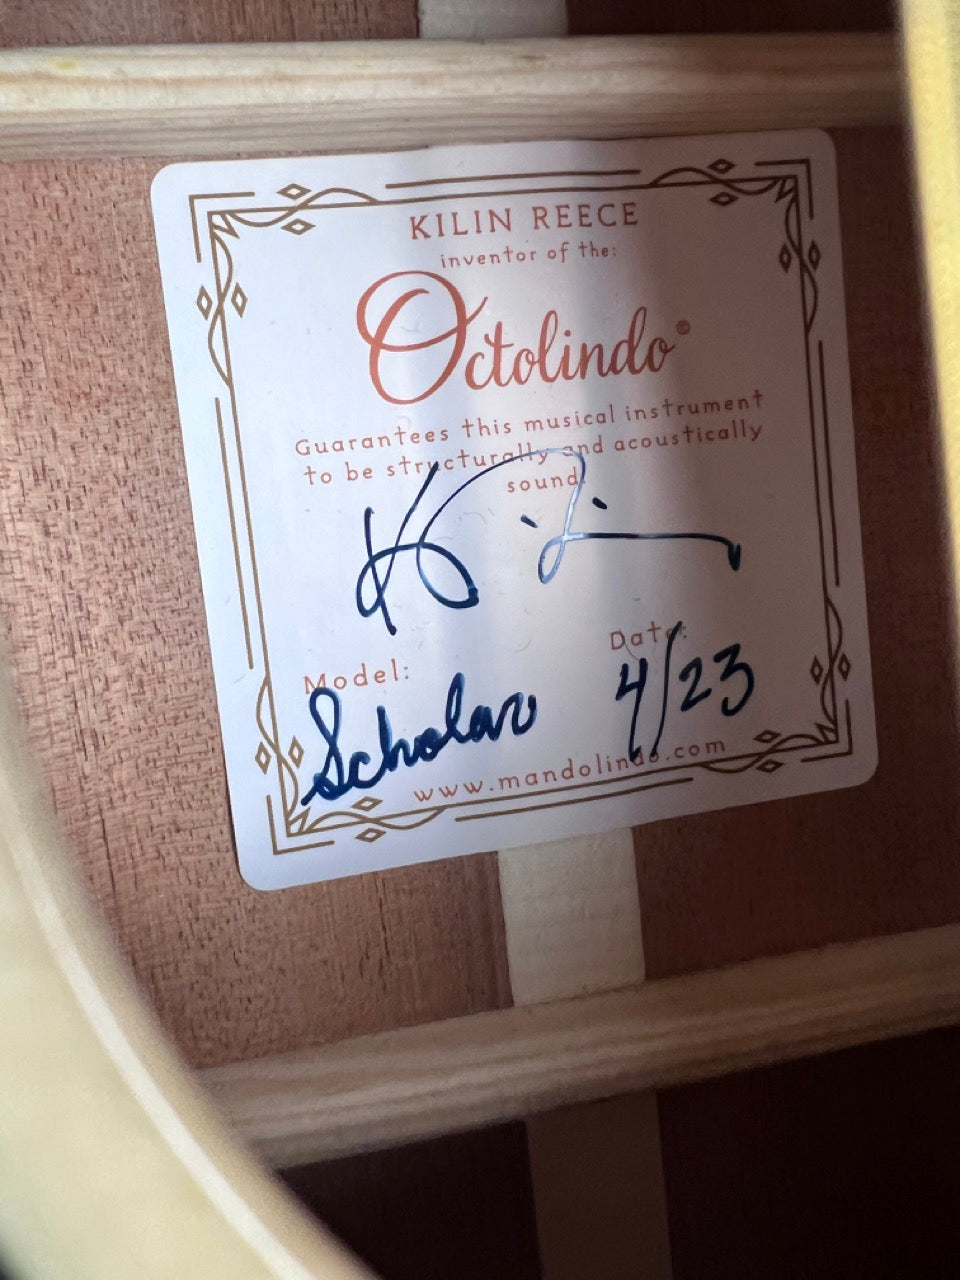 KILIN REECE
inventor of the:
Octolindo©
Guarantees this musical instrument
to be structurally and acoustically
sound.
Kilin
Model: Date:
Scholar 4/23
www.mandolindo.com